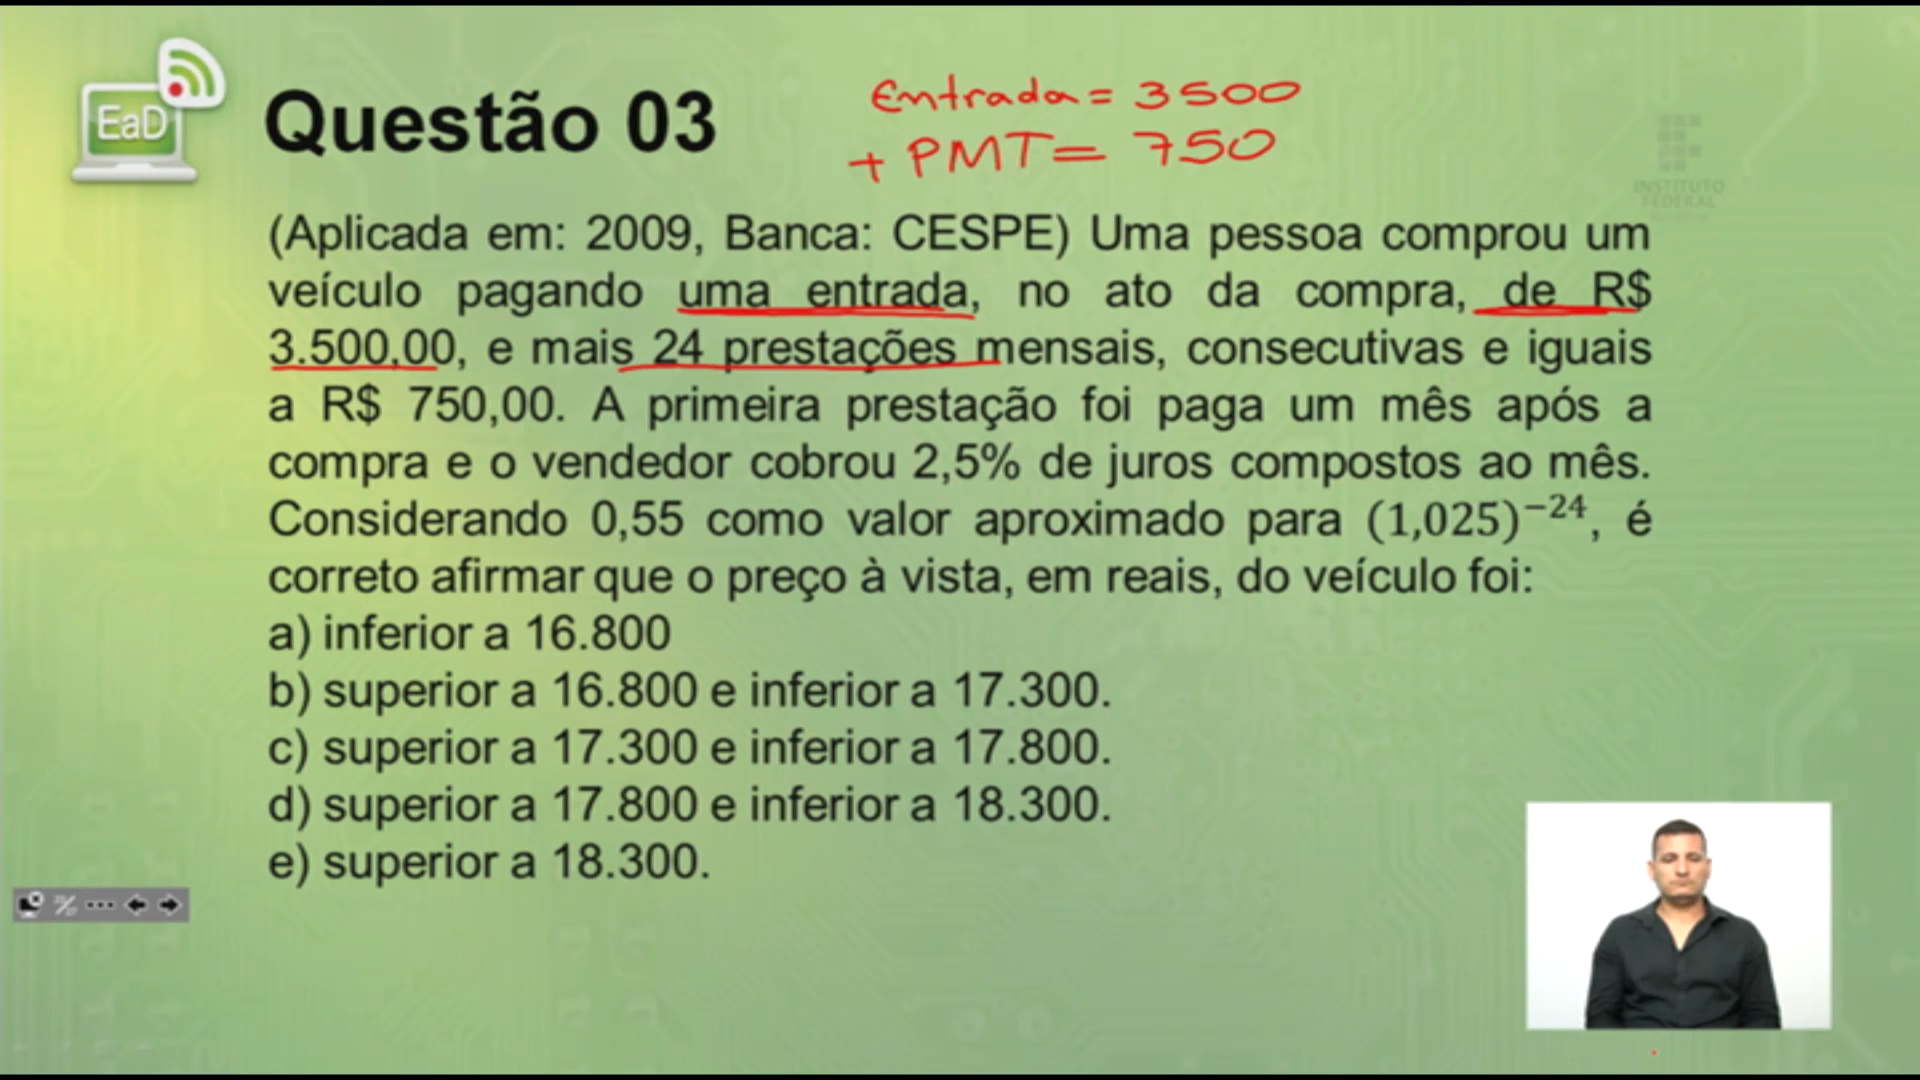 EaD
Questão 03
Entrada = 3500
+ PMT = 750
INSTITUTO
FEDERAL
(Aplicada em: 2009, Banca: CESPE) Uma pessoa comprou um
veículo pagando uma entrada, no ato da compra, de R$
3.500,00, e mais 24 prestações mensais, consecutivas e iguais
a R$ 750,00. A primeira prestação foi paga um mês após a
compra e o vendedor cobrou 2,5% de juros compostos ao mês.
Considerando 0,55 como valor aproximado para (1,025)⁻²⁴, é
correto afirmar que o preço à vista, em reais, do veículo foi:
a) inferior a 16.800
b) superior a 16.800 e inferior a 17.300.
c) superior a 17.300 e inferior a 17.800.
d) superior a 17.800 e inferior a 18.300.
e) superior a 18.300.